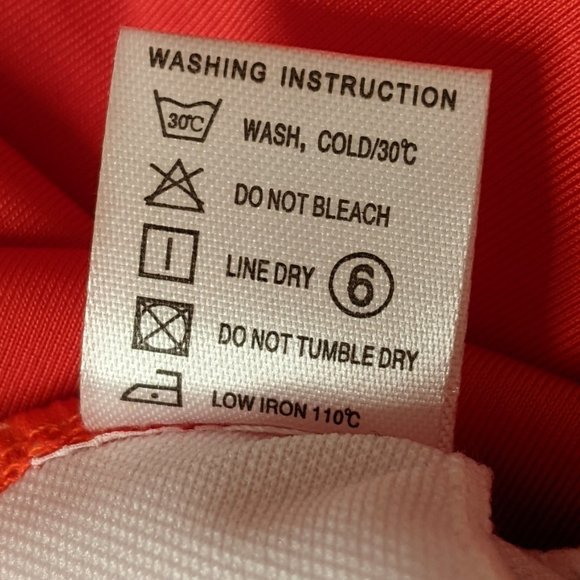 WASHING INSTRUCTION
30℃ WASH, COLD/30℃
DO NOT BLEACH
LINE DRY 6
DO NOT TUMBLE DRY
LOW IRON 110℃